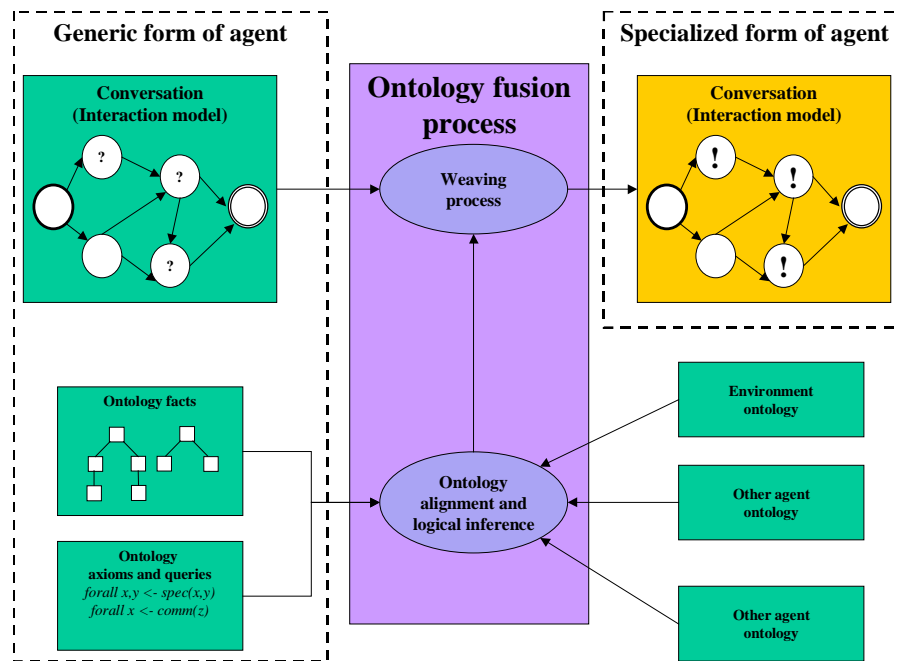 Generic form of agent
Conversation
(Interaction model)
?
?
?
Ontology facts
Ontology
axioms and queries
forall x,y <- spec(x,y)
forall x <- comm(z)
Ontology fusion
process
Weaving
process
Ontology
alignment and
logical inference
Specialized form of agent
Conversation
(Interaction model)
!
!
!
Environment
ontology
Other agent
ontology
Other agent
ontology